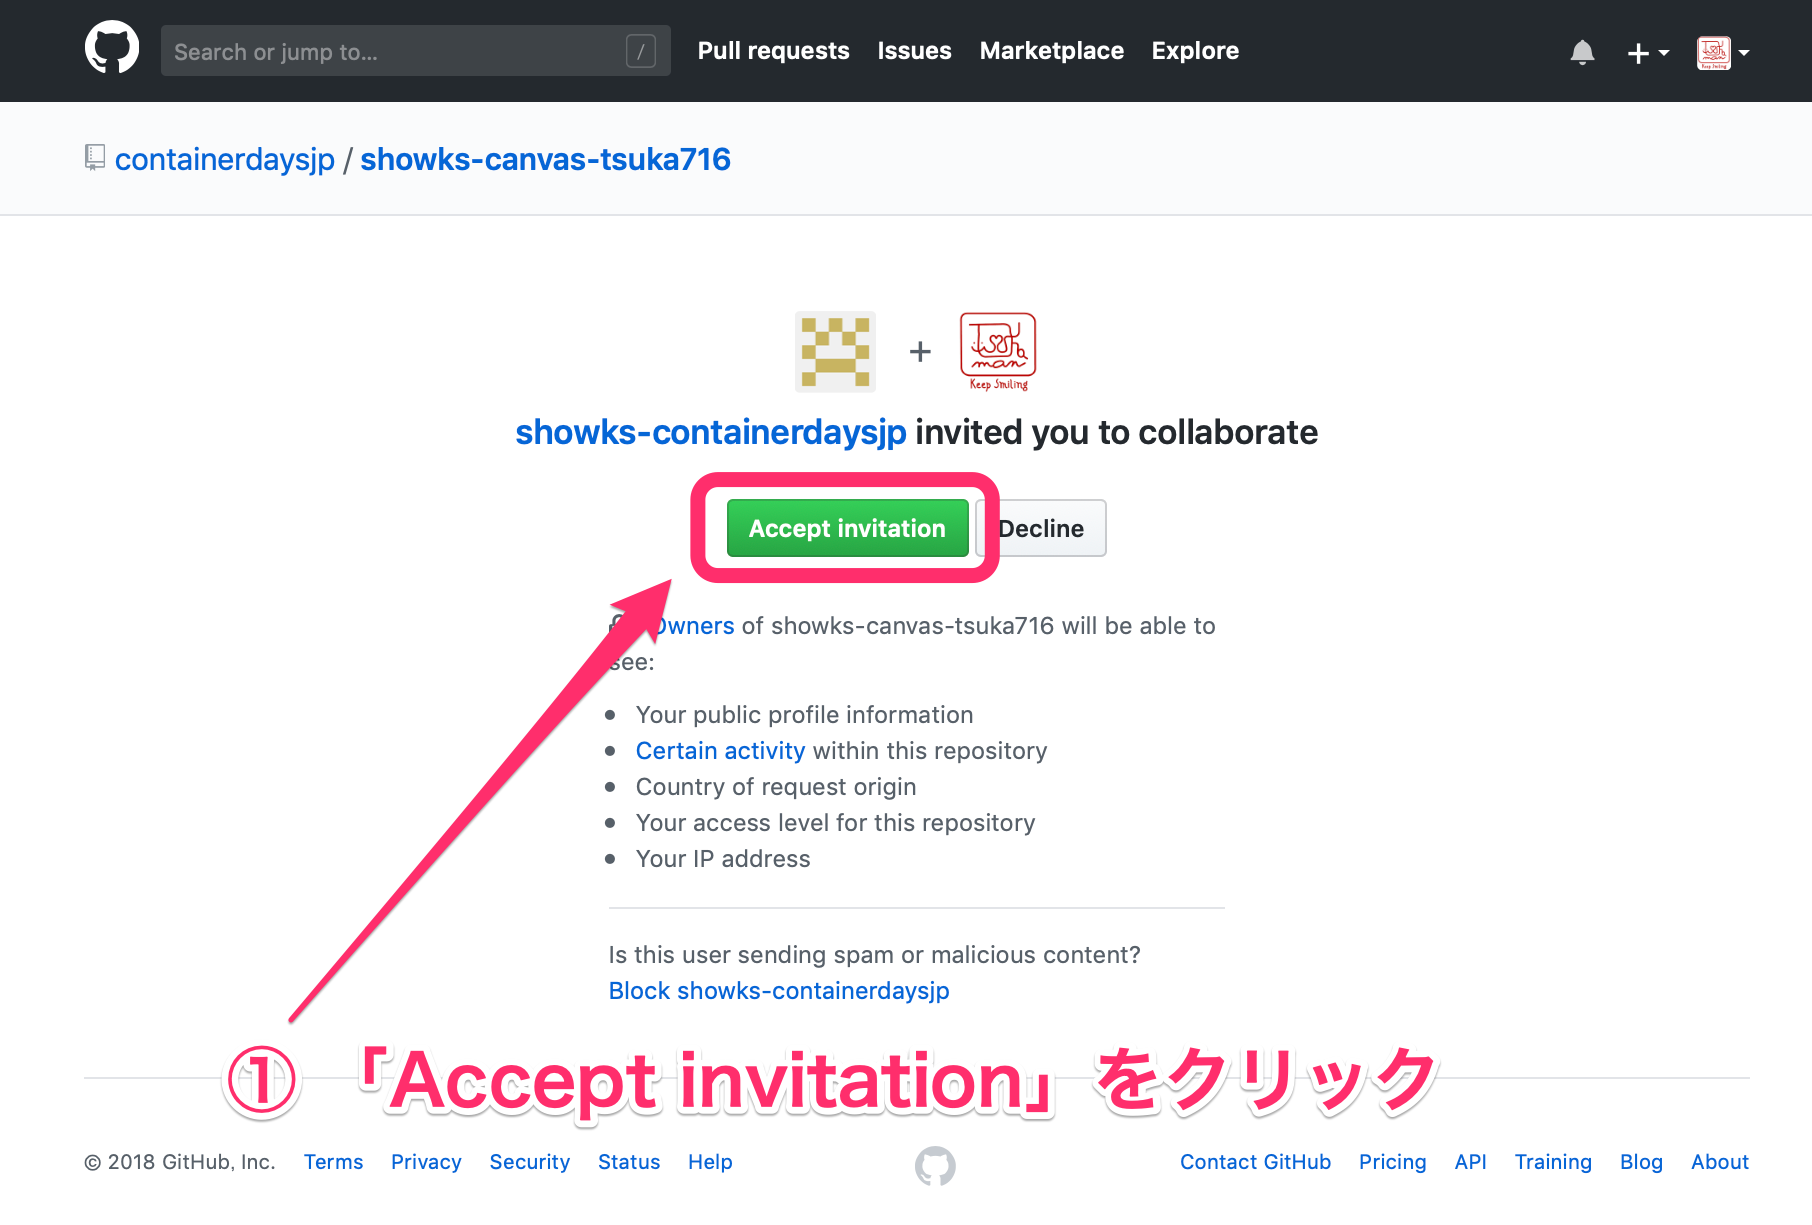 Search or jump to... /
Pull requests Issues Marketplace Explore
containerdaysjp / showks-canvas-tsuka716
+
Keep Smiling
showks-containerdaysjp invited you to collaborate
Accept invitation Decline
Owners of showks-canvas-tsuka716 will be able to
see:
Your public profile information
Certain activity within this repository
Country of request origin
Your access level for this repository
Your IP address
Is this user sending spam or malicious content?
Block showks-containerdaysjp
①「Accept invitation」をクリック
© 2018 GitHub, Inc. Terms Privacy Security Status Help
Contact GitHub Pricing API Training Blog About